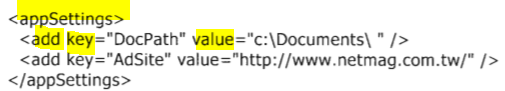 <appSettings>
<add key="DocPath" value="c:\Documents\ " />
<add key="AdSite" value="http://www.netmag.com.tw/" />
</appSettings>